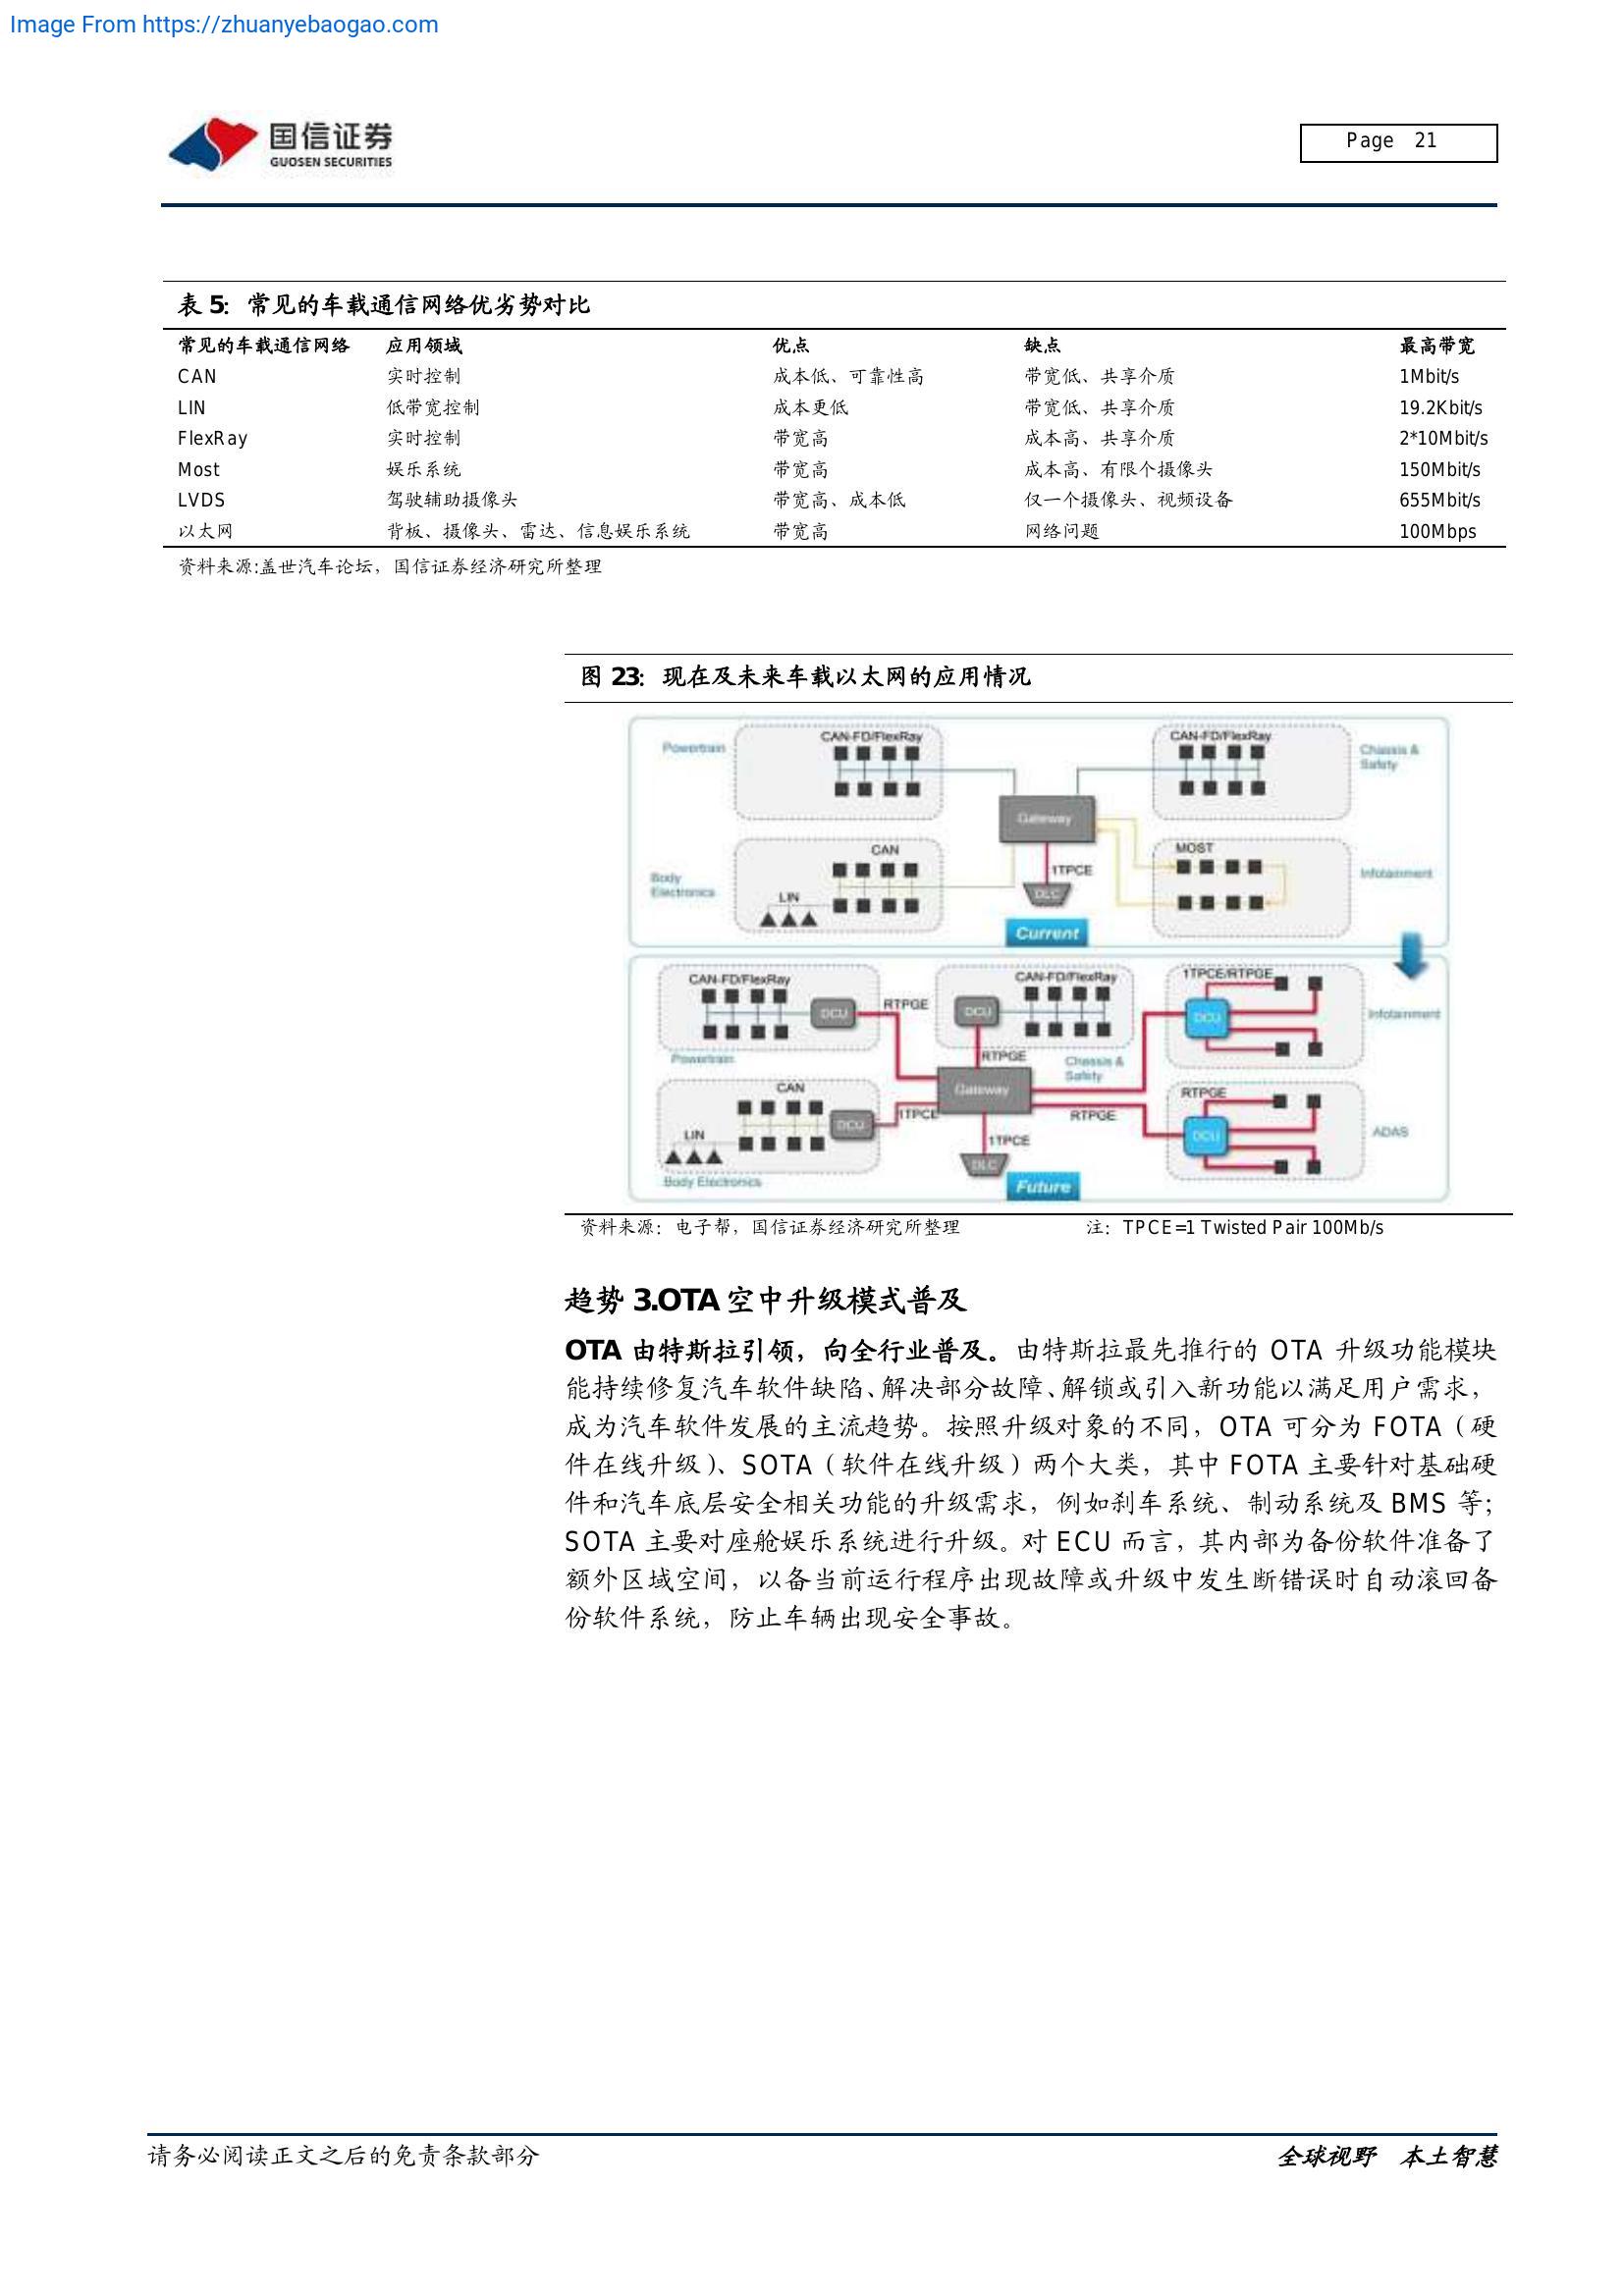 Image From https://zhuanyebaogao.com
国信证券
GUOSEN SECURITIES
Page 21
表 5：常见的车载通信网络优劣势对比
常见的车载通信网络 应用领域 优点 缺点 最高带宽
CAN 实时控制 成本低、可靠性高 带宽低、共享介质 1Mbit/s
LIN 低带宽控制 成本更低 带宽低、共享介质 19.2Kbit/s
FlexRay 实时控制 带宽高 成本高、共享介质 2*10Mbit/s
Most 娱乐系统 带宽高 成本高、有限个摄像头 150Mbit/s
LVDS 驾驶辅助摄像头 带宽高、成本低 仅一个摄像头、视频设备 655Mbit/s
以太网 背板、摄像头、雷达、信息娱乐系统 带宽高 网络问题 100Mbps
资料来源:盖世汽车论坛，国信证券经济研究所整理
图 23：现在及未来车载以太网的应用情况
Powertrain
CAN-FD/FlexRay
CAN-FD/FlexRay
Chassis &
Safety
Gateway
Body
Electronics
CAN
LIN
1TPCE
DLC
MOST
Infotainment
Current
CAN-FD/FlexRay
DCU
RTPGE
Powertrain
CAN-FD/FlexRay
DCU
RTPGE
Chassis &
Safety
1TPCE/RTPGE
DCU
Infotainment
Gateway
CAN
LIN
DCU
1TPCE
Body Electronics
1TPCE
DLC
RTPGE
RTPGE
DCU
ADAS
Future
资料来源：电子帮，国信证券经济研究所整理 注：TPCE=1 Twisted Pair 100Mb/s
趋势 3.OTA 空中升级模式普及
OTA 由特斯拉引领，向全行业普及。由特斯拉最先推行的 OTA 升级功能模块
能持续修复汽车软件缺陷、解决部分故障、解锁或引入新功能以满足用户需求，
成为汽车软件发展的主流趋势。按照升级对象的不同，OTA 可分为 FOTA（硬
件在线升级）、SOTA（软件在线升级）两个大类，其中 FOTA 主要针对基础硬
件和汽车底层安全相关功能的升级需求，例如刹车系统、制动系统及 BMS 等；
SOTA 主要对座舱娱乐系统进行升级。对 ECU 而言，其内部为备份软件准备了
额外区域空间，以备当前运行程序出现故障或升级中发生断错误时自动滚回备
份软件系统，防止车辆出现安全事故。
请务必阅读正文之后的免责条款部分
全球视野 本土智慧